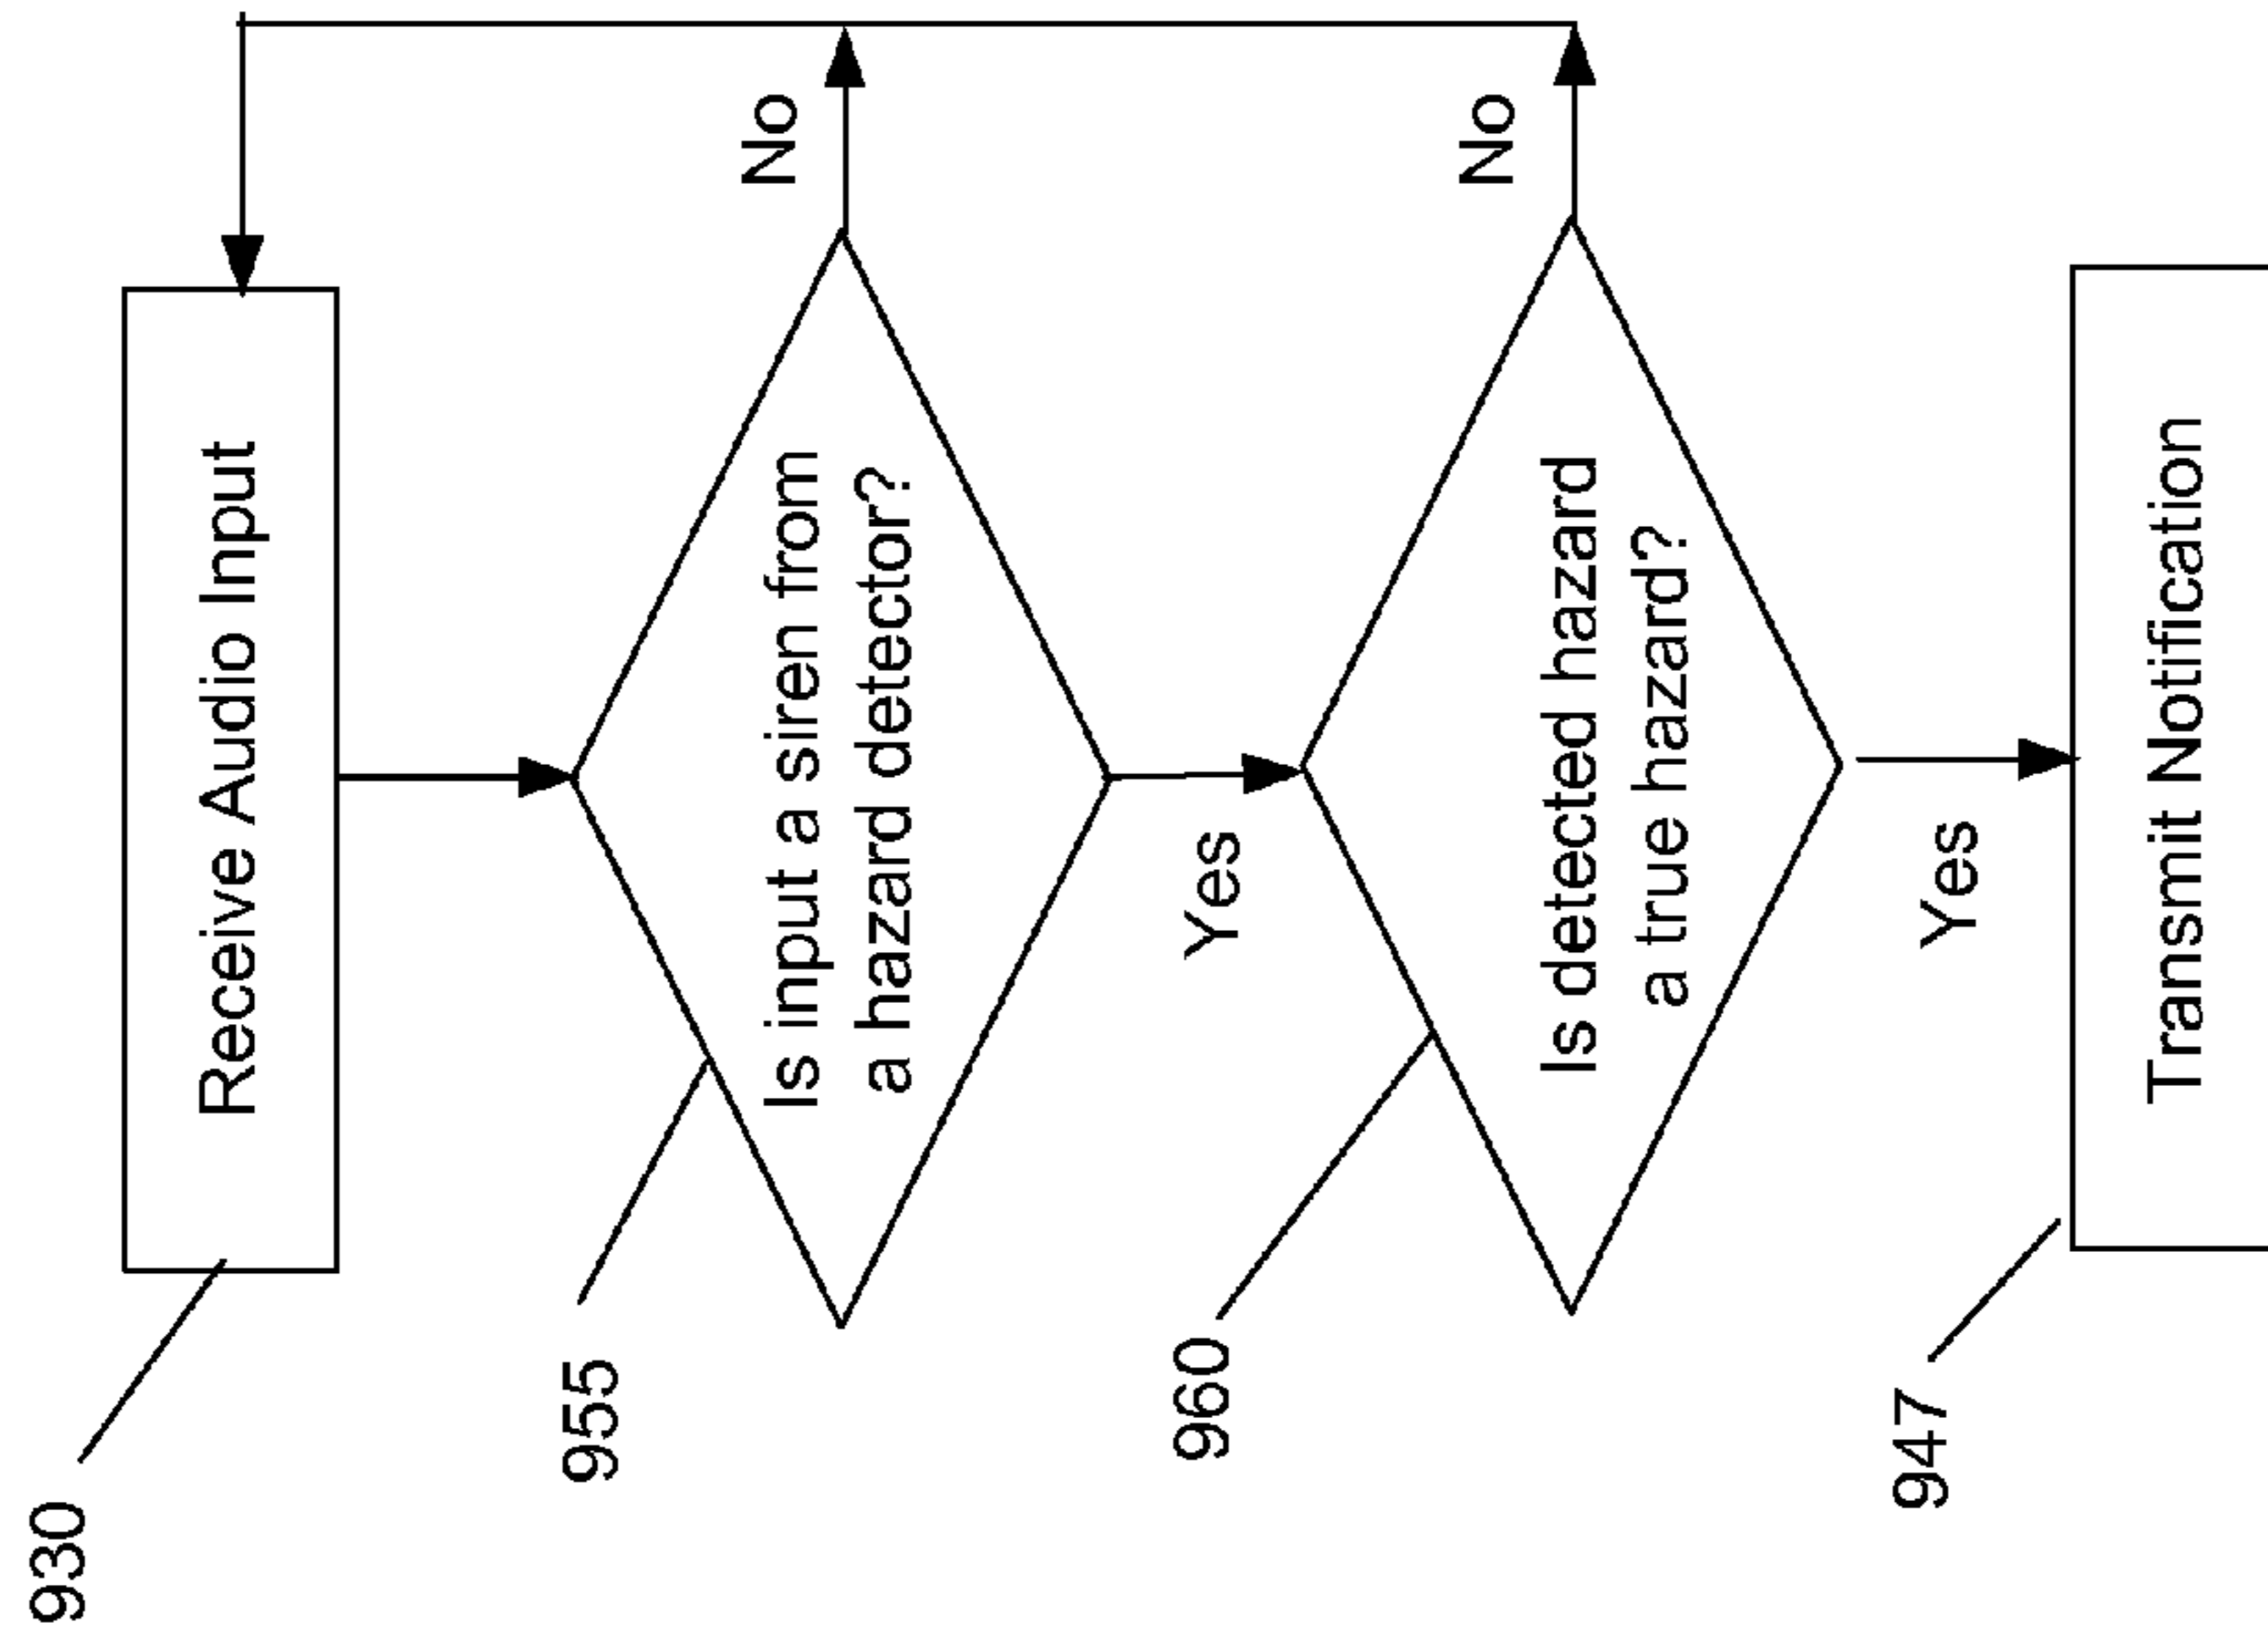 930
Receive Audio Input
955
Is input a siren from
a hazard detector?
No
Yes
960
Is detected hazard
a true hazard?
No
Yes
947
Transmit Notification